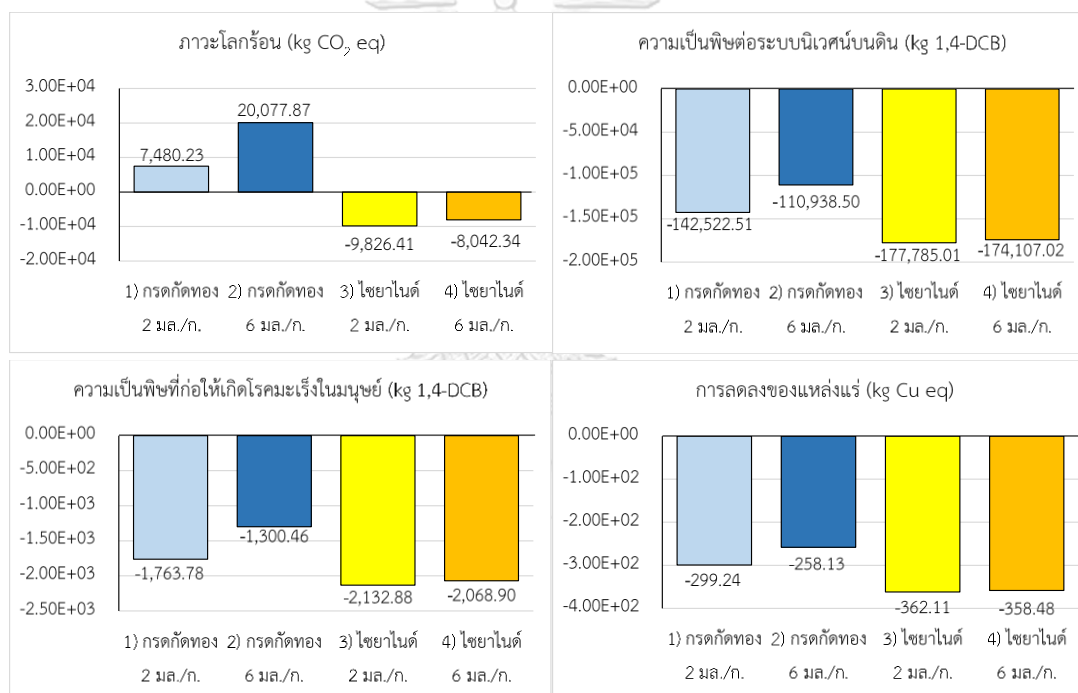 ภาวะโลกร้อน (kg CO₂ eq)
3.00E+04
2.00E+04
1.00E+04
0.00E+00
-1.00E+04
-2.00E+04
7,480.23
20,077.87
-9,826.41
-8,042.34
1) กรดกัดทอง 2) กรดกัดทอง 3) ไซยาไนด์ 4) ไซยาไนด์
2 มล./ก. 6 มล./ก. 2 มล./ก. 6 มล./ก.
ความเป็นพิษต่อระบบนิเวศน์บนดิน (kg 1,4-DCB)
0.00E+00
-5.00E+04
-1.00E+05
-1.50E+05
-2.00E+05
-142,522.51
-110,938.50
-177,785.01
-174,107.02
1) กรดกัดทอง 2) กรดกัดทอง 3) ไซยาไนด์ 4) ไซยาไนด์
2 มล./ก. 6 มล./ก. 2 มล./ก. 6 มล./ก.
ความเป็นพิษที่ก่อให้เกิดโรคมะเร็งในมนุษย์ (kg 1,4-DCB)
0.00E+00
-5.00E+02
-1.00E+03
-1.50E+03
-2.00E+03
-2.50E+03
-1,763.78
-1,300.46
-2,132.88
-2,068.90
1) กรดกัดทอง 2) กรดกัดทอง 3) ไซยาไนด์ 4) ไซยาไนด์
2 มล./ก. 6 มล./ก. 2 มล./ก. 6 มล./ก.
การลดลงของแหล่งแร่ (kg Cu eq)
0.00E+00
-1.00E+02
-2.00E+02
-3.00E+02
-4.00E+02
-299.24
-258.13
-362.11
-358.48
1) กรดกัดทอง 2) กรดกัดทอง 3) ไซยาไนด์ 4) ไซยาไนด์
2 มล./ก. 6 มล./ก. 2 มล./ก. 6 มล./ก.